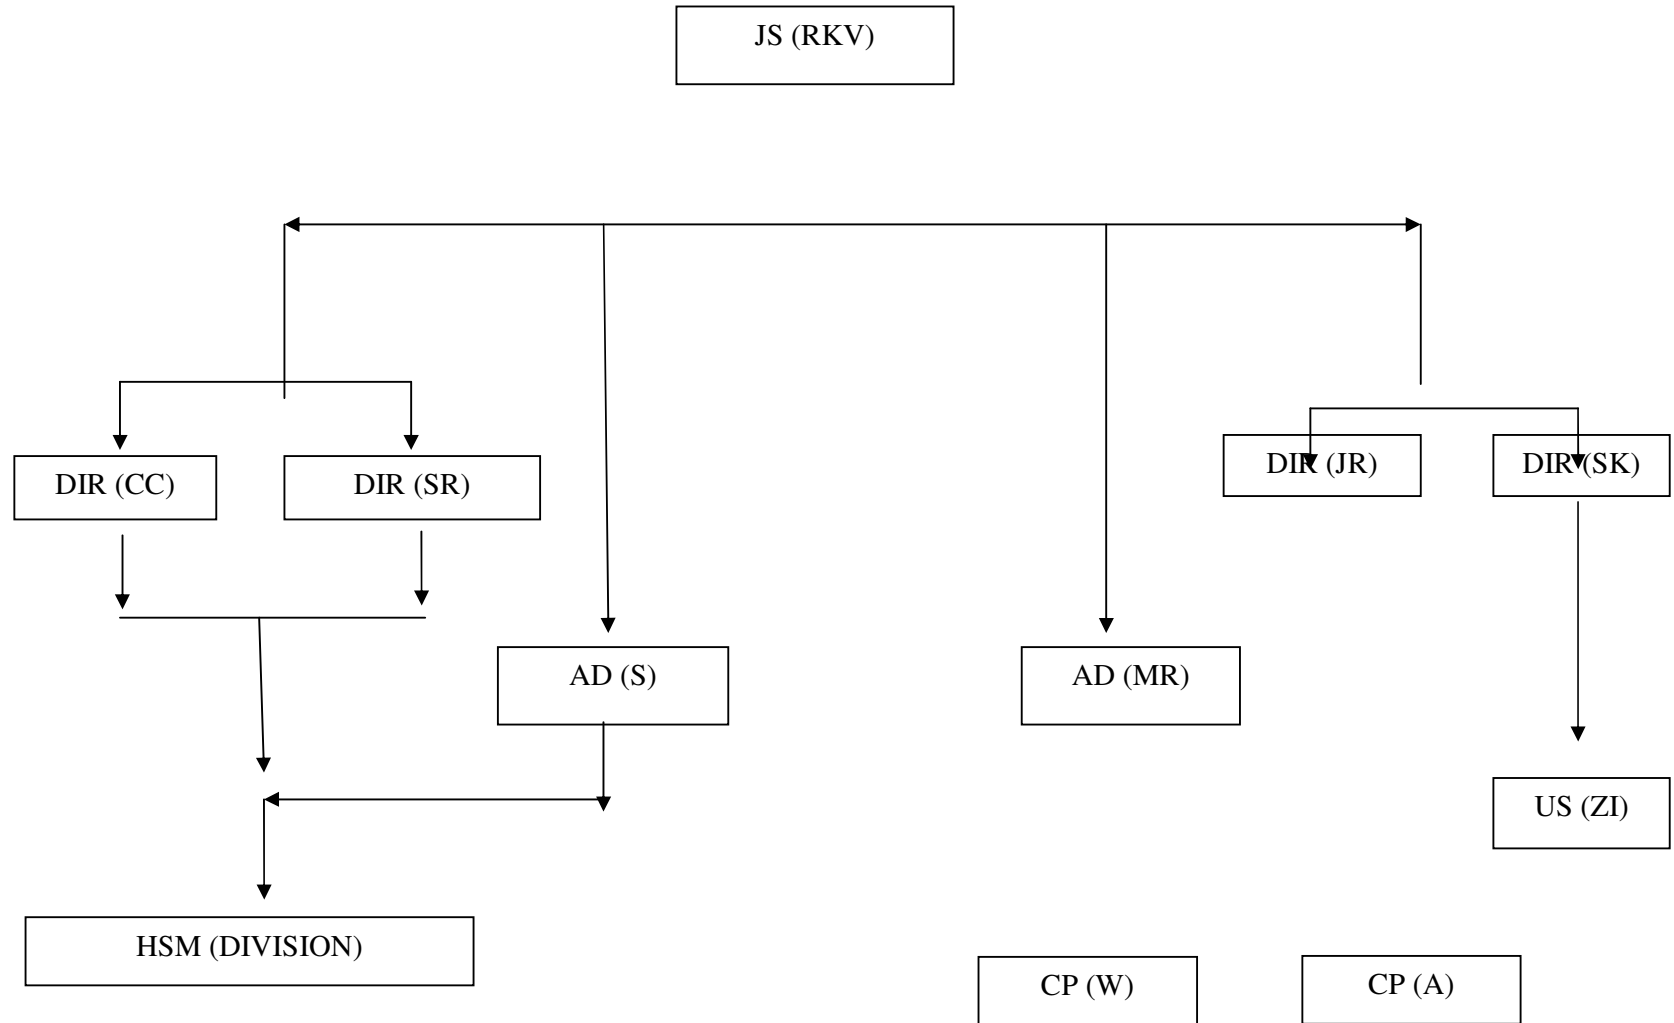 JS (RKV)
DIR (CC)
DIR (SR)
DIR (JR)
DIR (SK)
AD (S)
AD (MR)
US (ZI)
HSM (DIVISION)
CP (W)
CP (A)